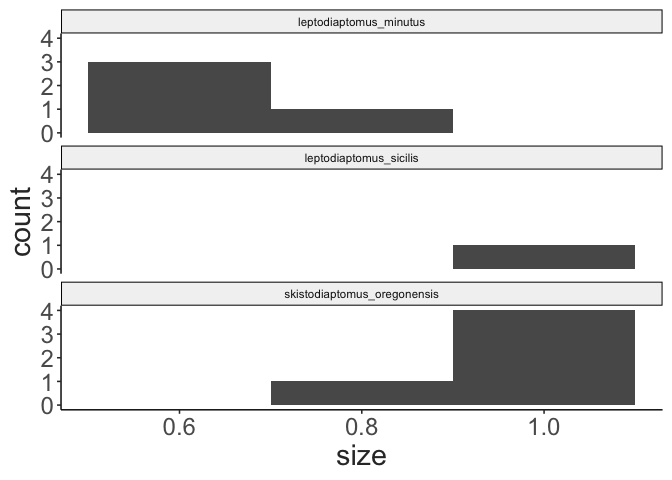 leptodiaptomus_minutus
4
3
2
1
0
leptodiaptomus_sicilis
4
3
2
1
0
count
skistodiaptomus_oregonensis
4
3
2
1
0
0.6 0.8 1.0
size